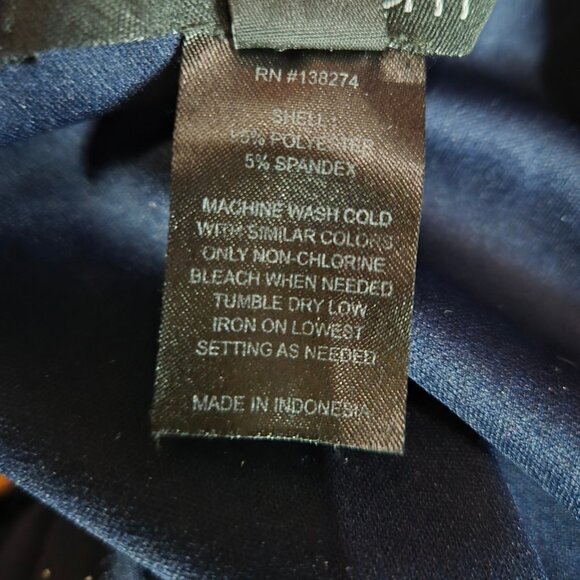 RN #138274
SHELL:
5% POLYESTER
5% SPANDEX
MACHINE WASH COLD
WITH SIMILAR COLORS
ONLY NON-CHLORINE
BLEACH WHEN NEEDED
TUMBLE DRY LOW
IRON ON LOWEST
SETTING AS NEEDED
MADE IN INDONESIA